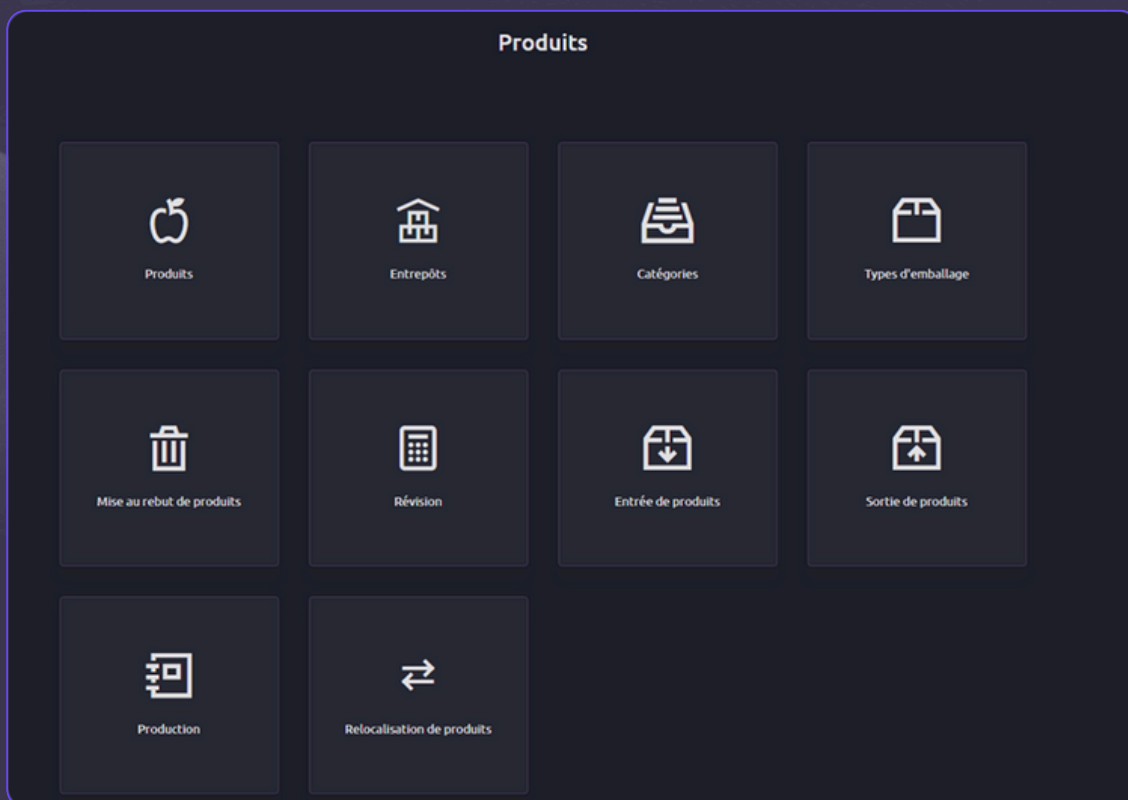 Produits
Produits
Entrepôts
Catégories
Types d'emballage
Mise au rebut de produits
Révision
Entrée de produits
Sortie de produits
Production
Relocalisation de produits